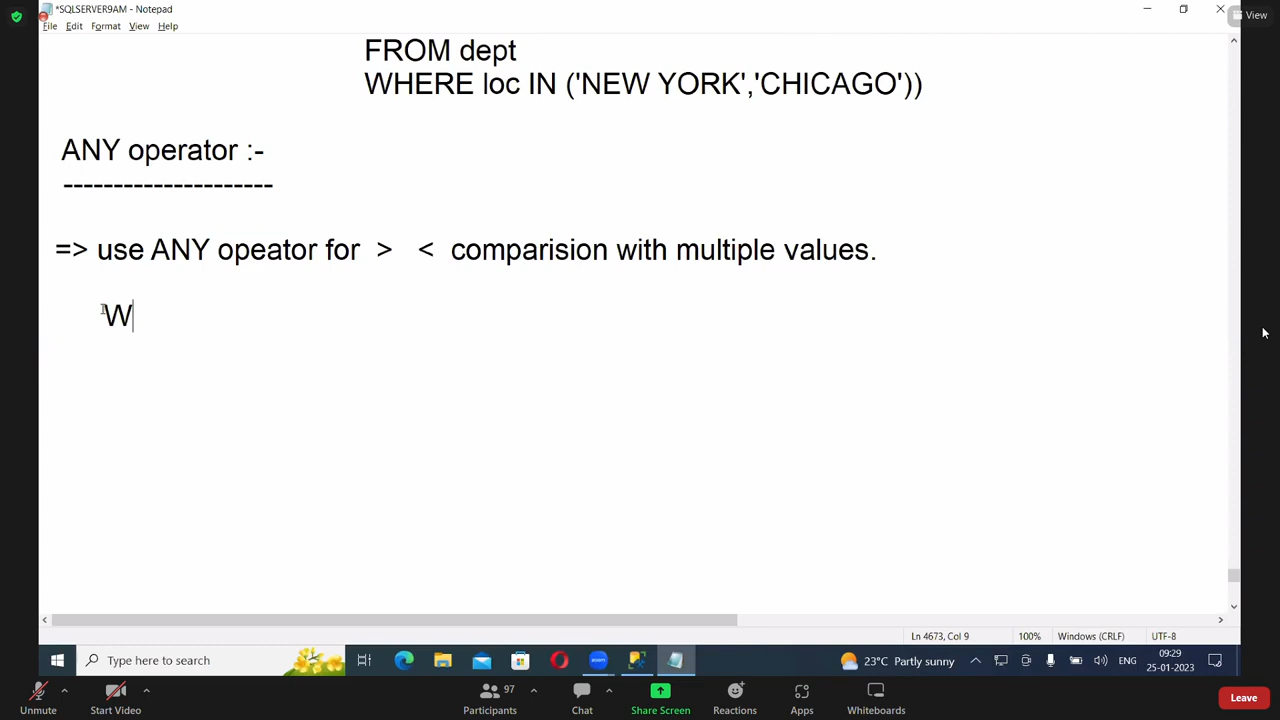 *SQLSERVER9AM - Notepad
View
File Edit Format View Help
FROM dept
WHERE loc IN ('NEW YORK','CHICAGO'))
ANY operator :-
---------------------
=> use ANY opeator for > < comparision with multiple values.
W
Ln 4673, Col 9 100% Windows (CRLF) UTF-8
Type here to search
23°C Partly sunny ENG 09:29 25-01-2023
97
Unmute Start Video Participants Chat Share Screen Reactions Apps Whiteboards Leave